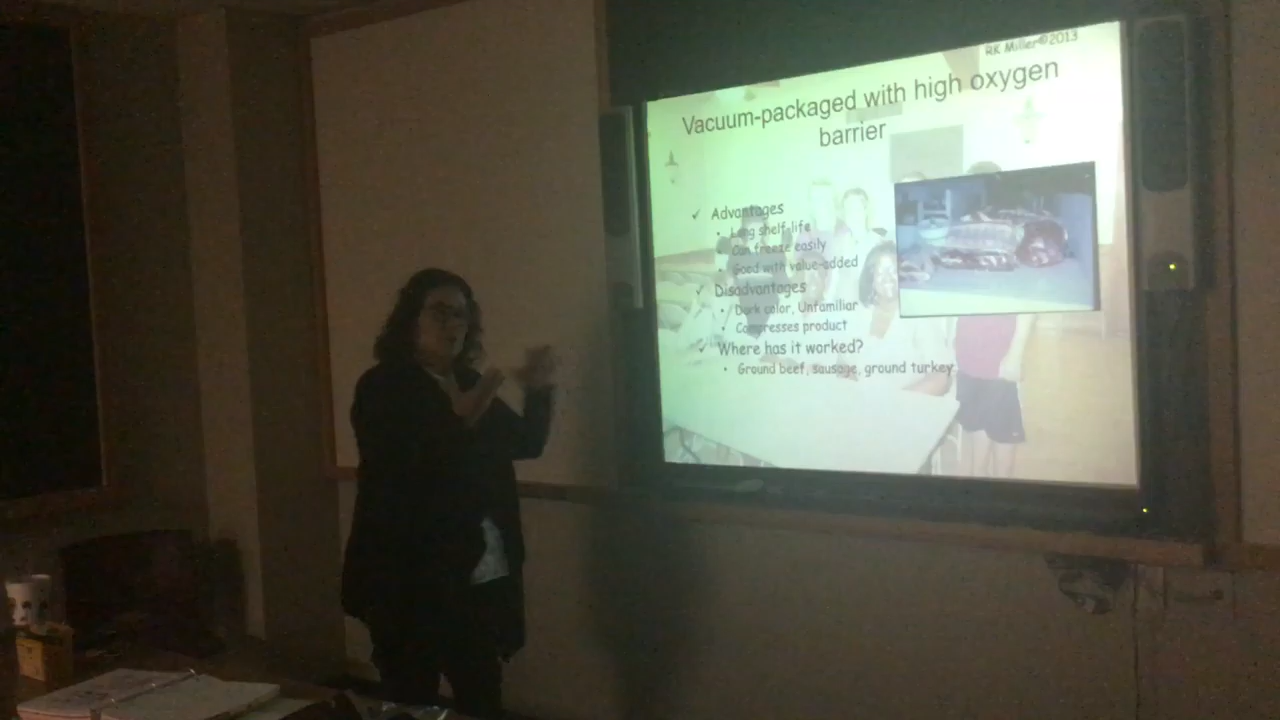 RK Miller©2013
Vacuum-packaged with high oxygen
barrier
✓ Advantages
• Long shelf-life
• Can freeze easily
• Good with value-added
✓ Disadvantages
• Dark color, Unfamiliar
• Compresses product
✓ Where has it worked?
• Ground beef, sausage, ground turkey